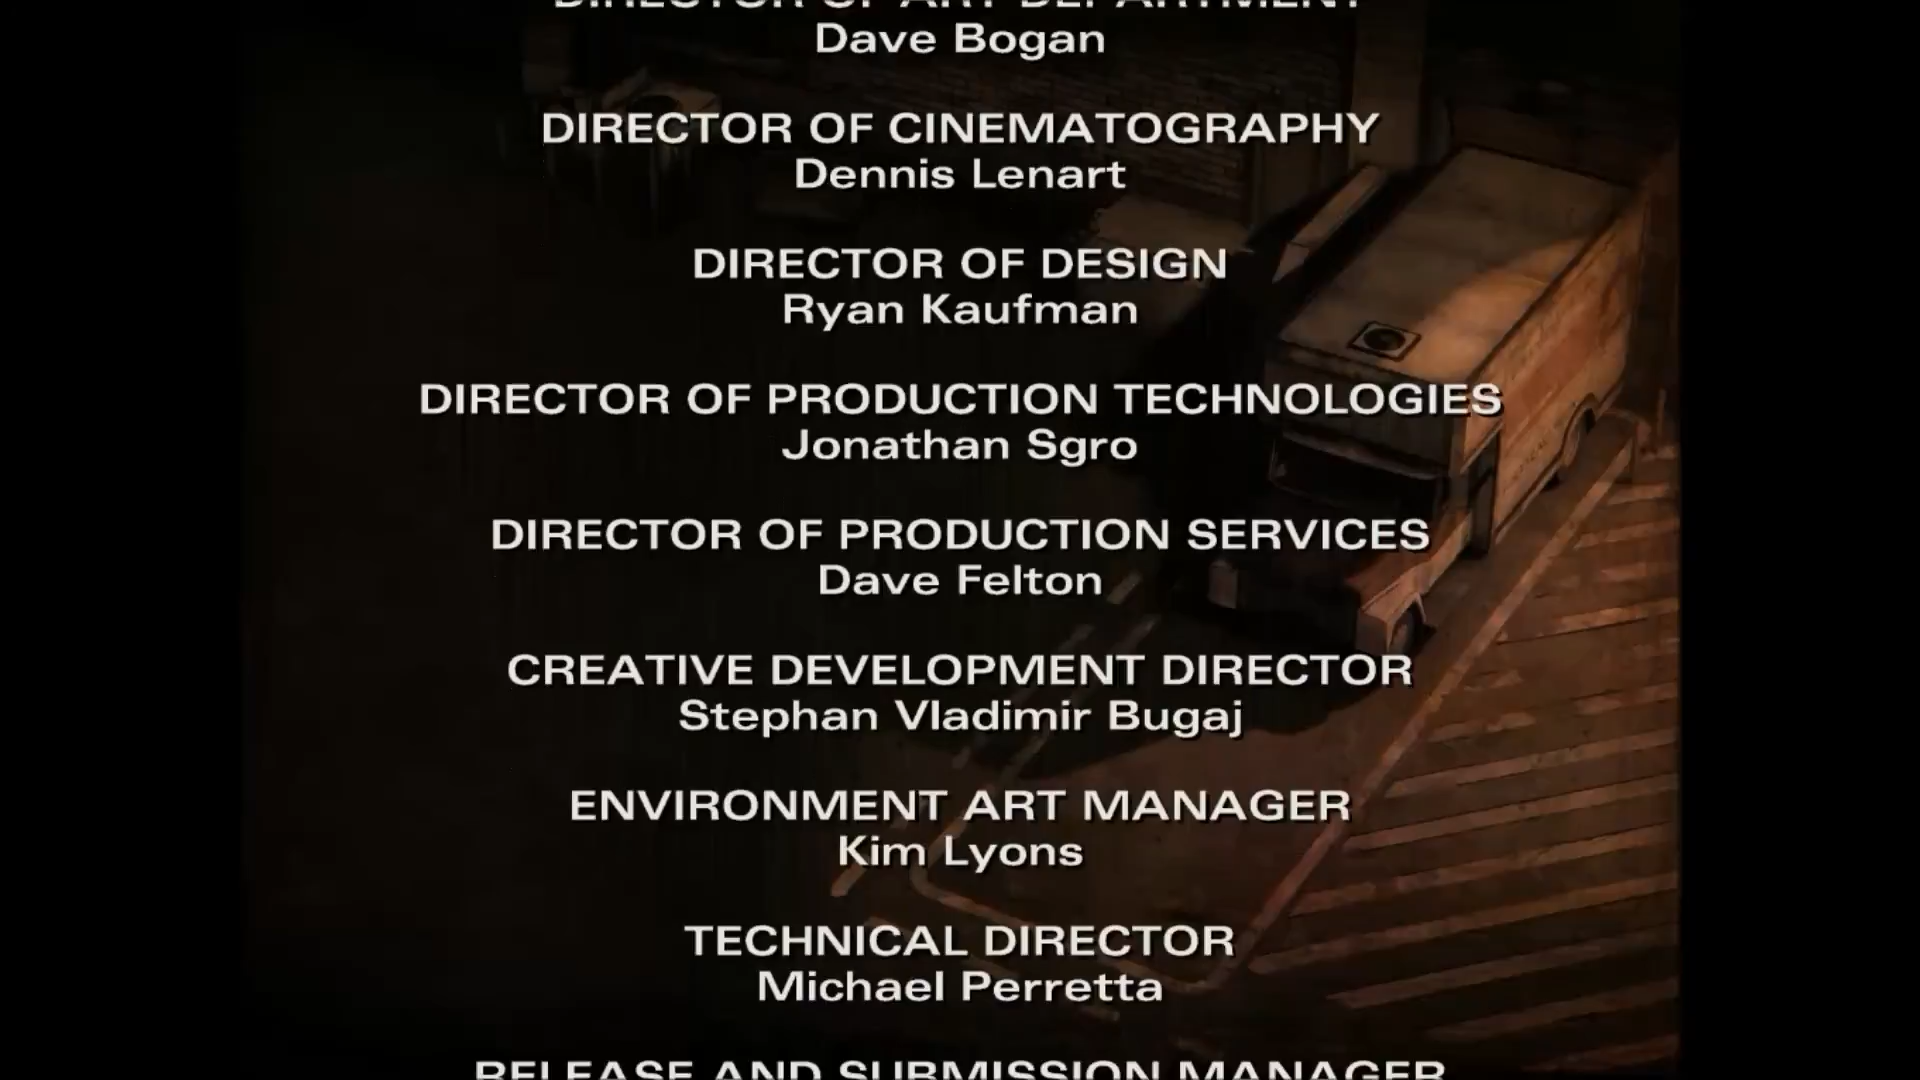 DIRECTOR OF ART DEPARTMENT
Dave Bogan
DIRECTOR OF CINEMATOGRAPHY
Dennis Lenart
DIRECTOR OF DESIGN
Ryan Kaufman
DIRECTOR OF PRODUCTION TECHNOLOGIES
Jonathan Sgro
DIRECTOR OF PRODUCTION SERVICES
Dave Felton
CREATIVE DEVELOPMENT DIRECTOR
Stephan Vladimir Bugaj
ENVIRONMENT ART MANAGER
Kim Lyons
TECHNICAL DIRECTOR
Michael Perretta
RELEASE AND SUBMISSION MANAGER